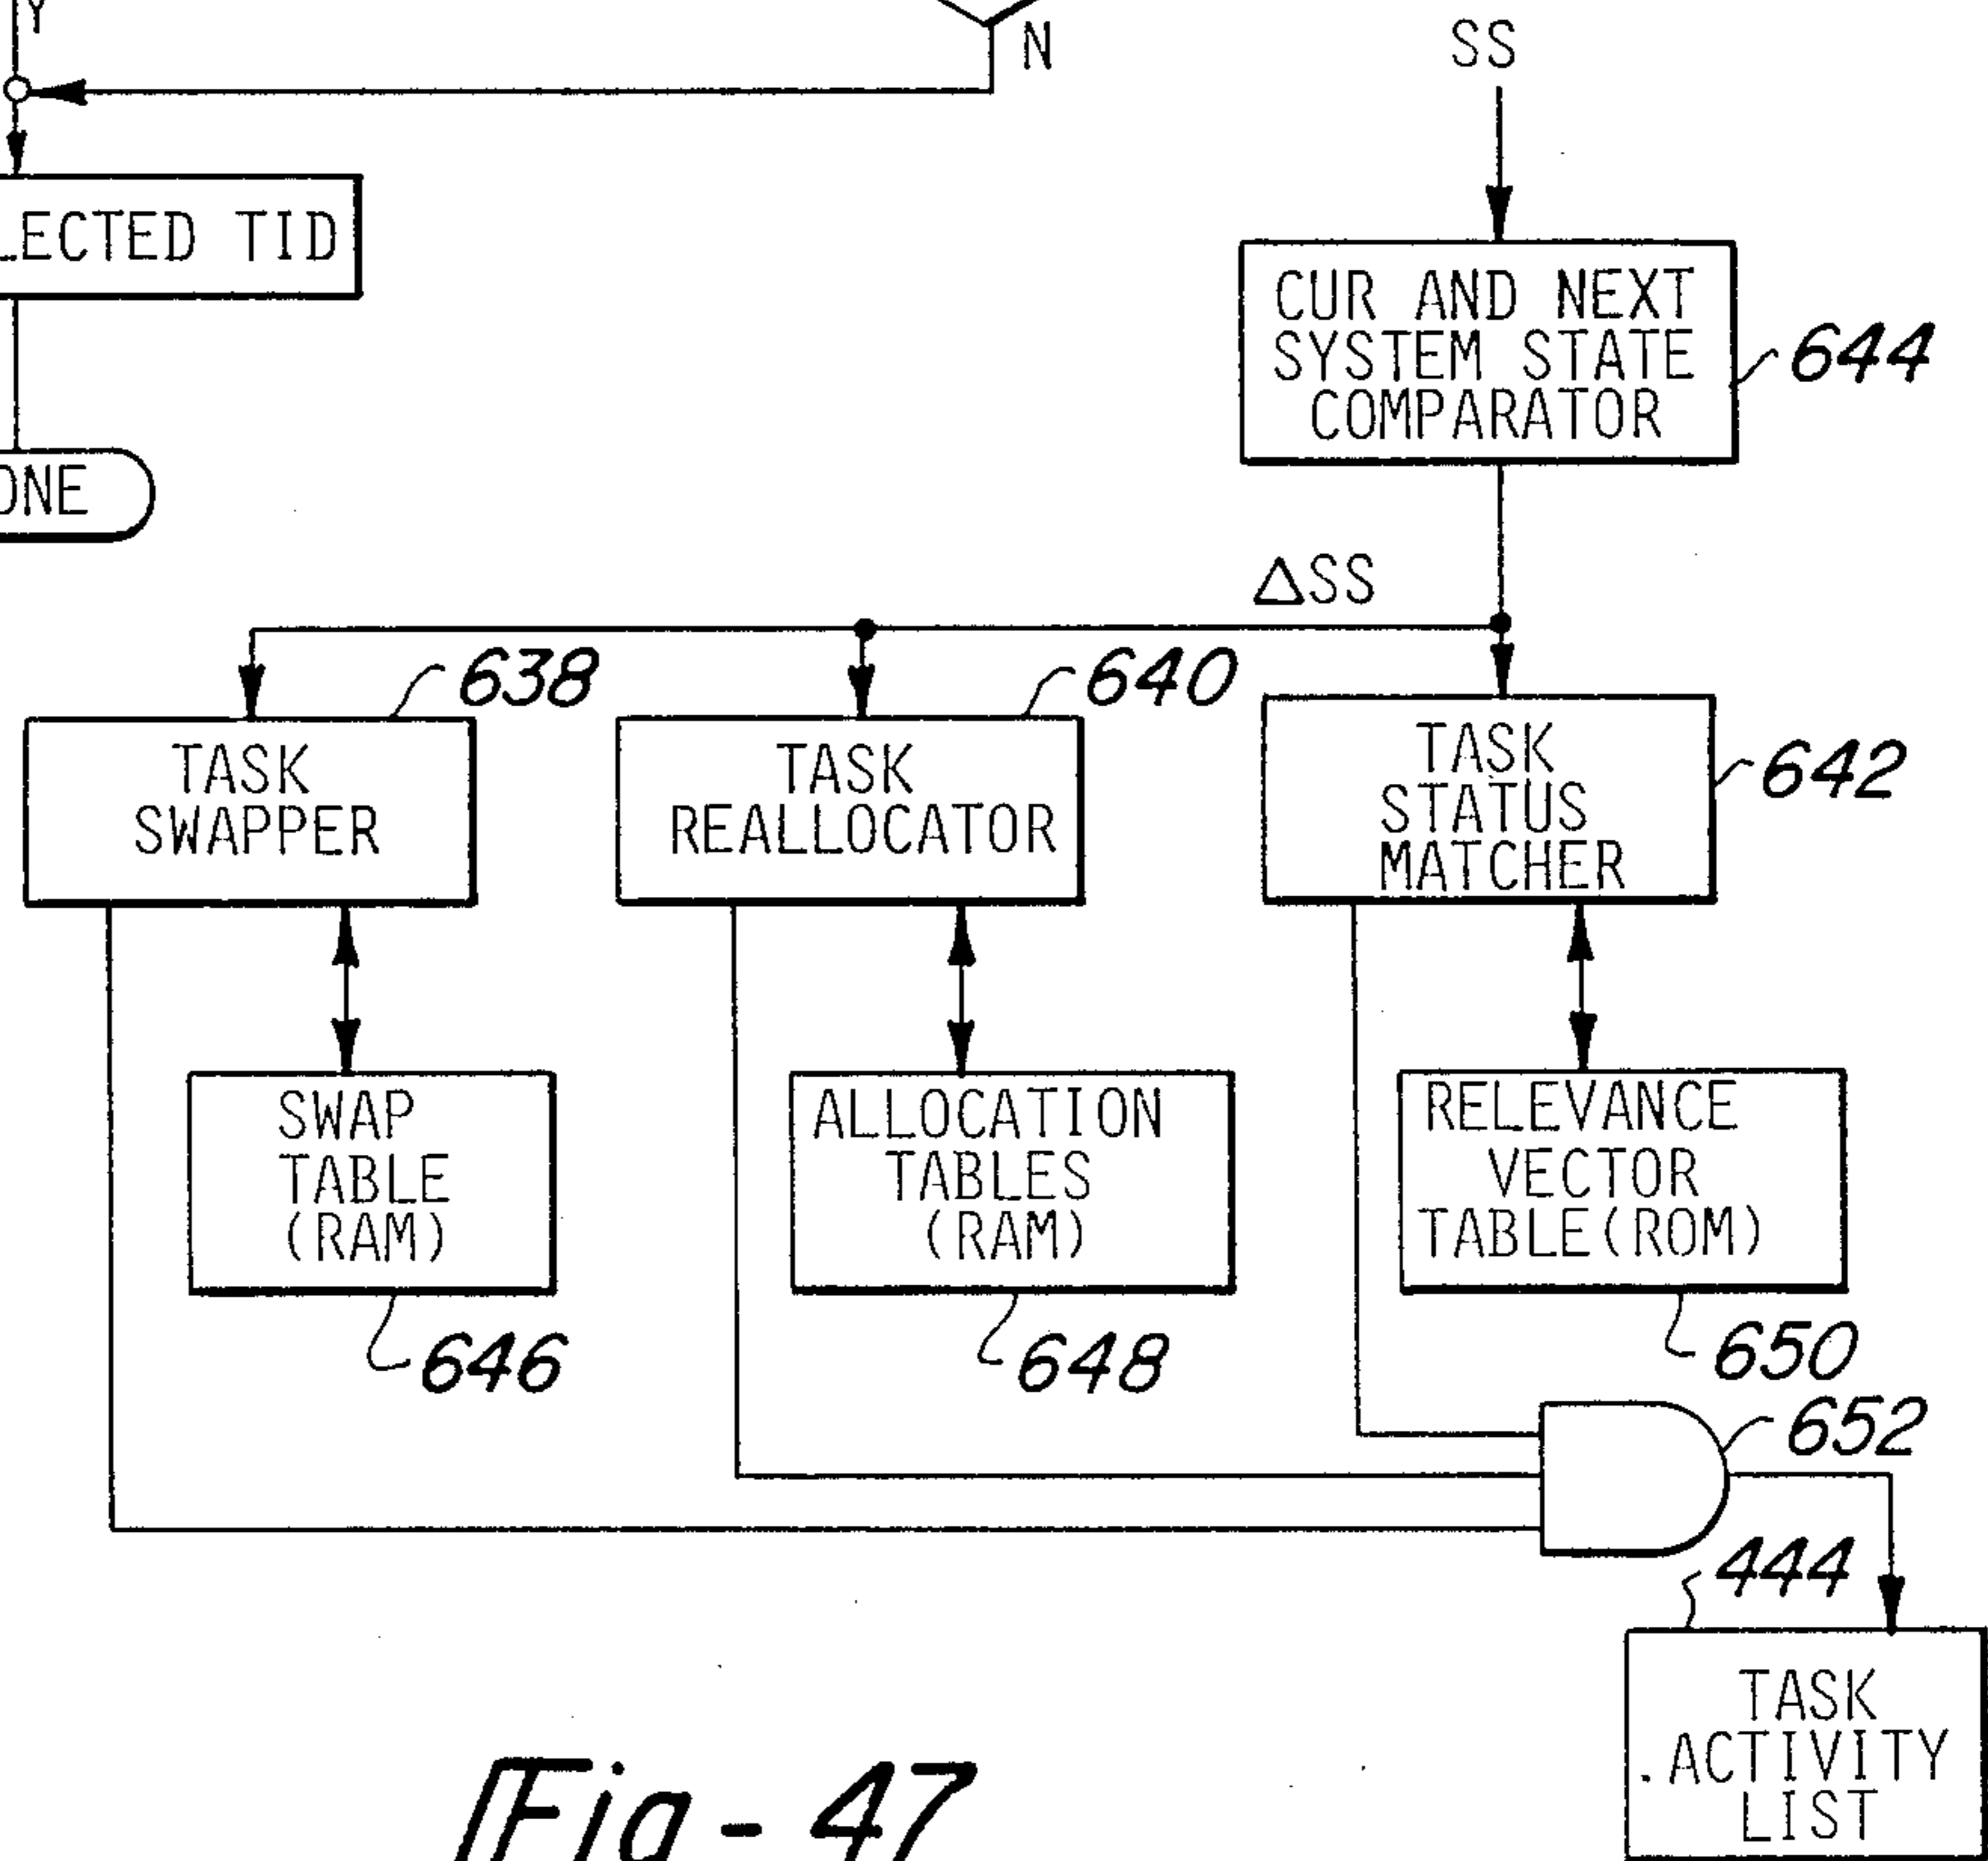 Y
N
SS
LECTED TID
CUR AND NEXT
SYSTEM STATE
COMPARATOR
644
ONE
ΔSS
638
640
TASK
SWAPPER
TASK
REALLOCATOR
TASK
STATUS
MATCHER
642
SWAP
TABLE
(RAM)
ALLOCATION
TABLES
(RAM)
RELEVANCE
VECTOR
TABLE(ROM)
646
648
650
652
444
TASK
ACTIVITY
LIST
Fig-47